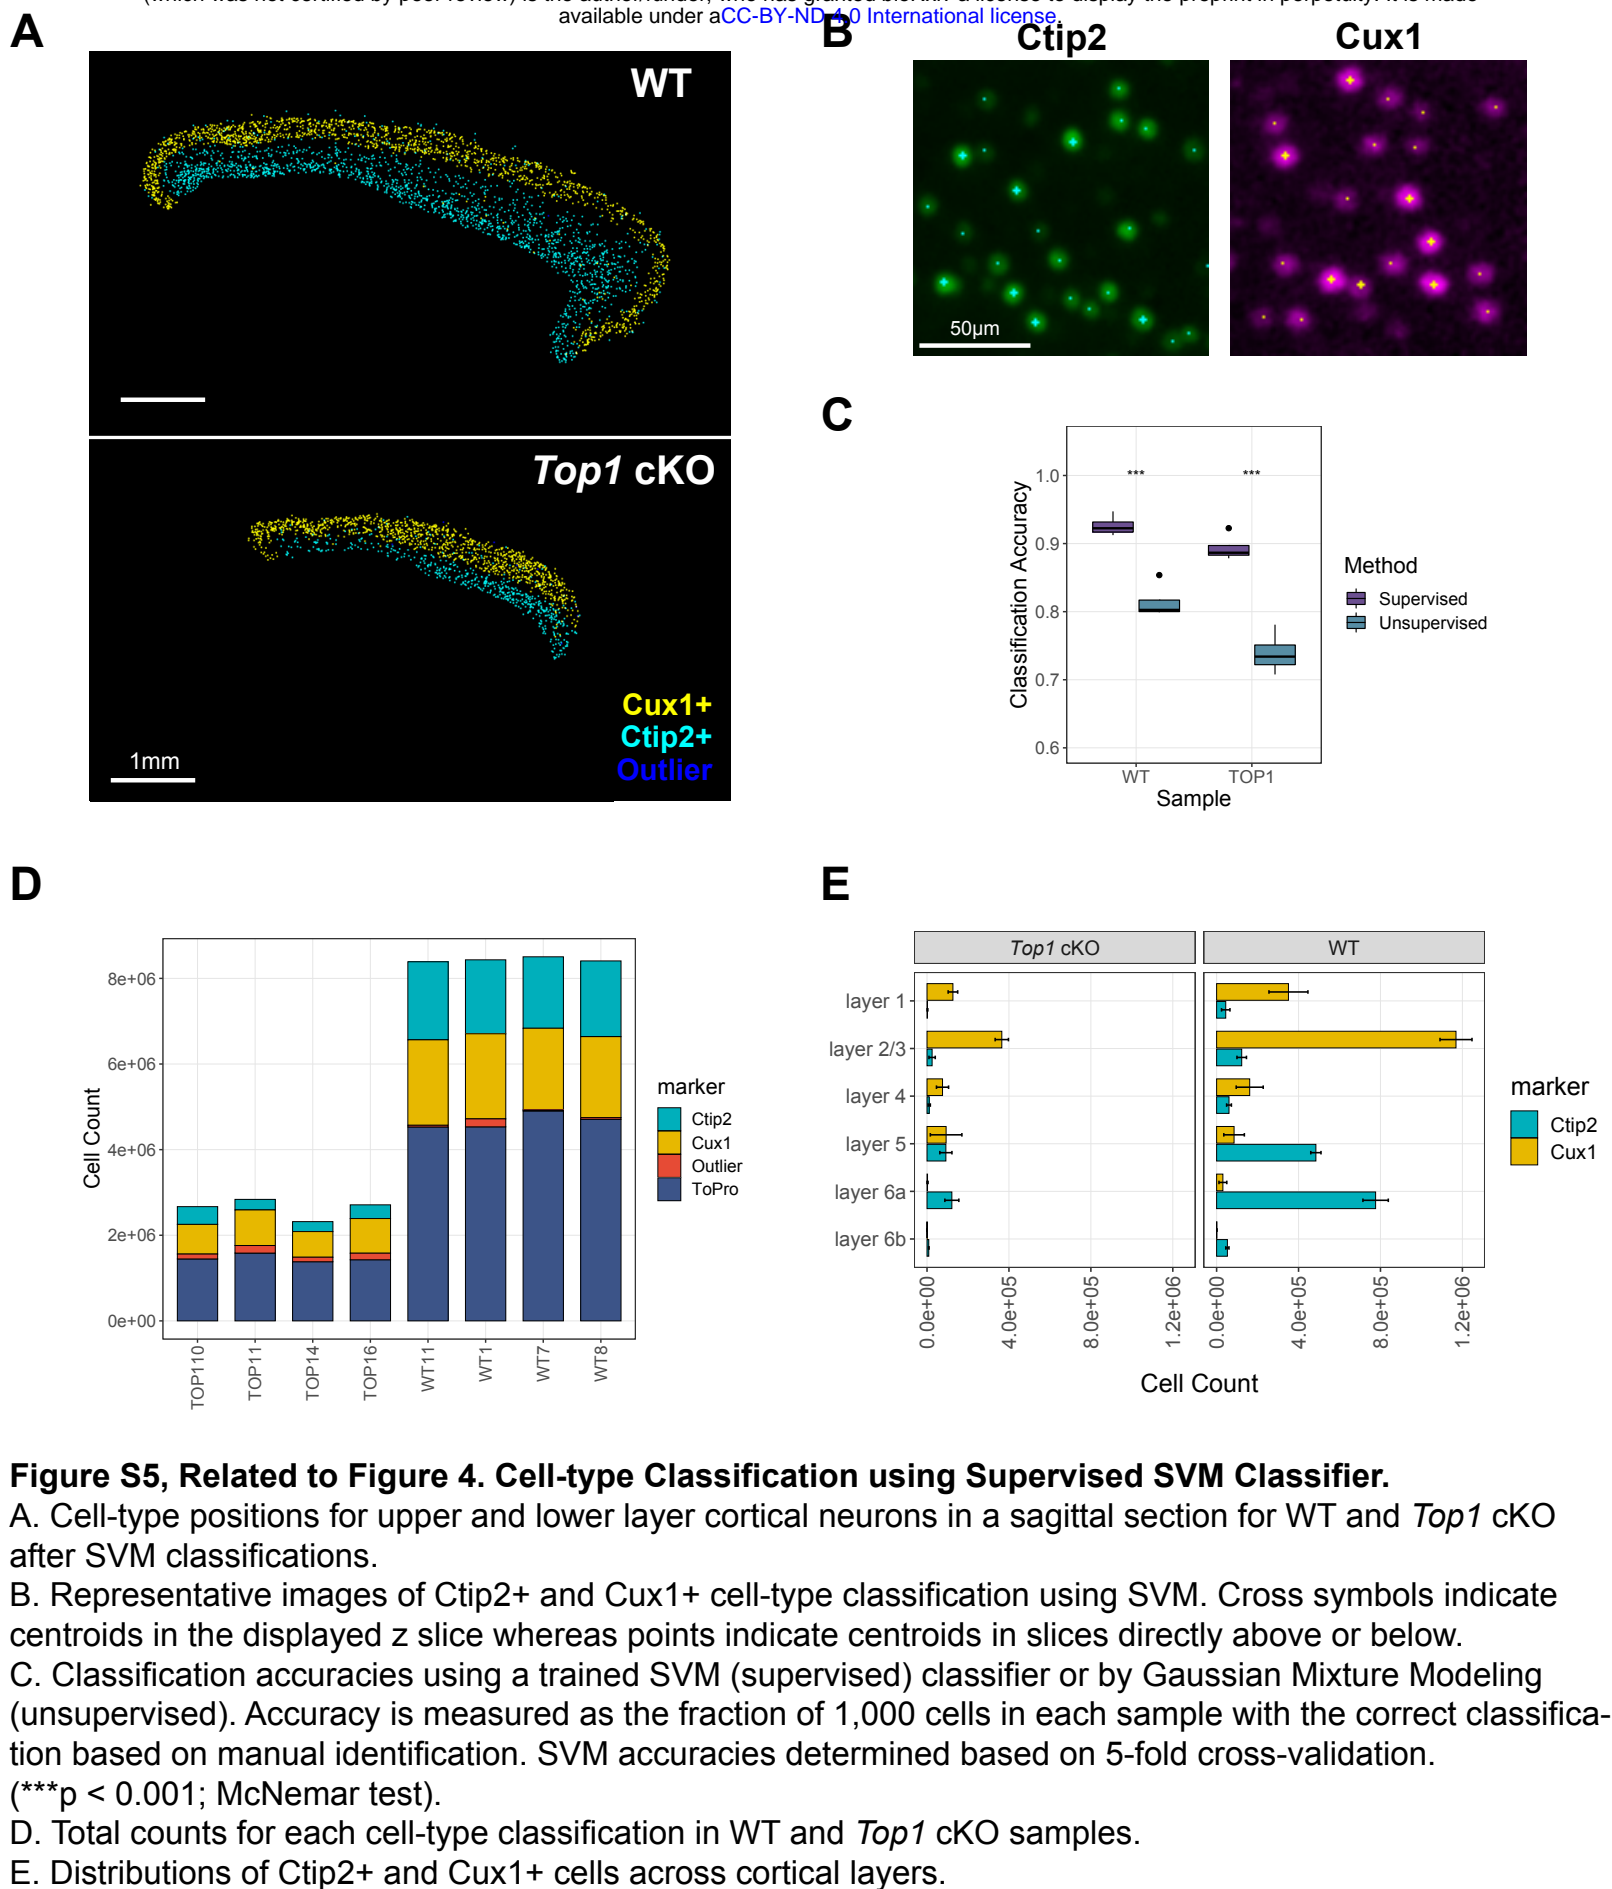 available under aCC-BY-ND 4.0 International license.
A
WT
Top1 cKO
Cux1+
Ctip2+
Outlier
1mm
B
Ctip2
Cux1
50µm
C
Classification Accuracy
1.0
0.9
0.8
0.7
0.6
***
***
WT
TOP1
Sample
Method
Supervised
Unsupervised
D
Cell Count
8e+06
6e+06
4e+06
2e+06
0e+00
TOP110
TOP11
TOP14
TOP16
WT11
WT1
WT7
WT8
marker
Ctip2
Cux1
Outlier
ToPro
E
Top1 cKO
WT
layer 1
layer 2/3
layer 4
layer 5
layer 6a
layer 6b
0.0e+00
4.0e+05
8.0e+05
1.2e+06
0.0e+00
4.0e+05
8.0e+05
1.2e+06
Cell Count
marker
Ctip2
Cux1
Figure S5, Related to Figure 4. Cell-type Classification using Supervised SVM Classifier.
A. Cell-type positions for upper and lower layer cortical neurons in a sagittal section for WT and Top1 cKO
after SVM classifications.
B. Representative images of Ctip2+ and Cux1+ cell-type classification using SVM. Cross symbols indicate
centroids in the displayed z slice whereas points indicate centroids in slices directly above or below.
C. Classification accuracies using a trained SVM (supervised) classifier or by Gaussian Mixture Modeling
(unsupervised). Accuracy is measured as the fraction of 1,000 cells in each sample with the correct classifica-
tion based on manual identification. SVM accuracies determined based on 5-fold cross-validation.
(***p < 0.001; McNemar test).
D. Total counts for each cell-type classification in WT and Top1 cKO samples.
E. Distributions of Ctip2+ and Cux1+ cells across cortical layers.